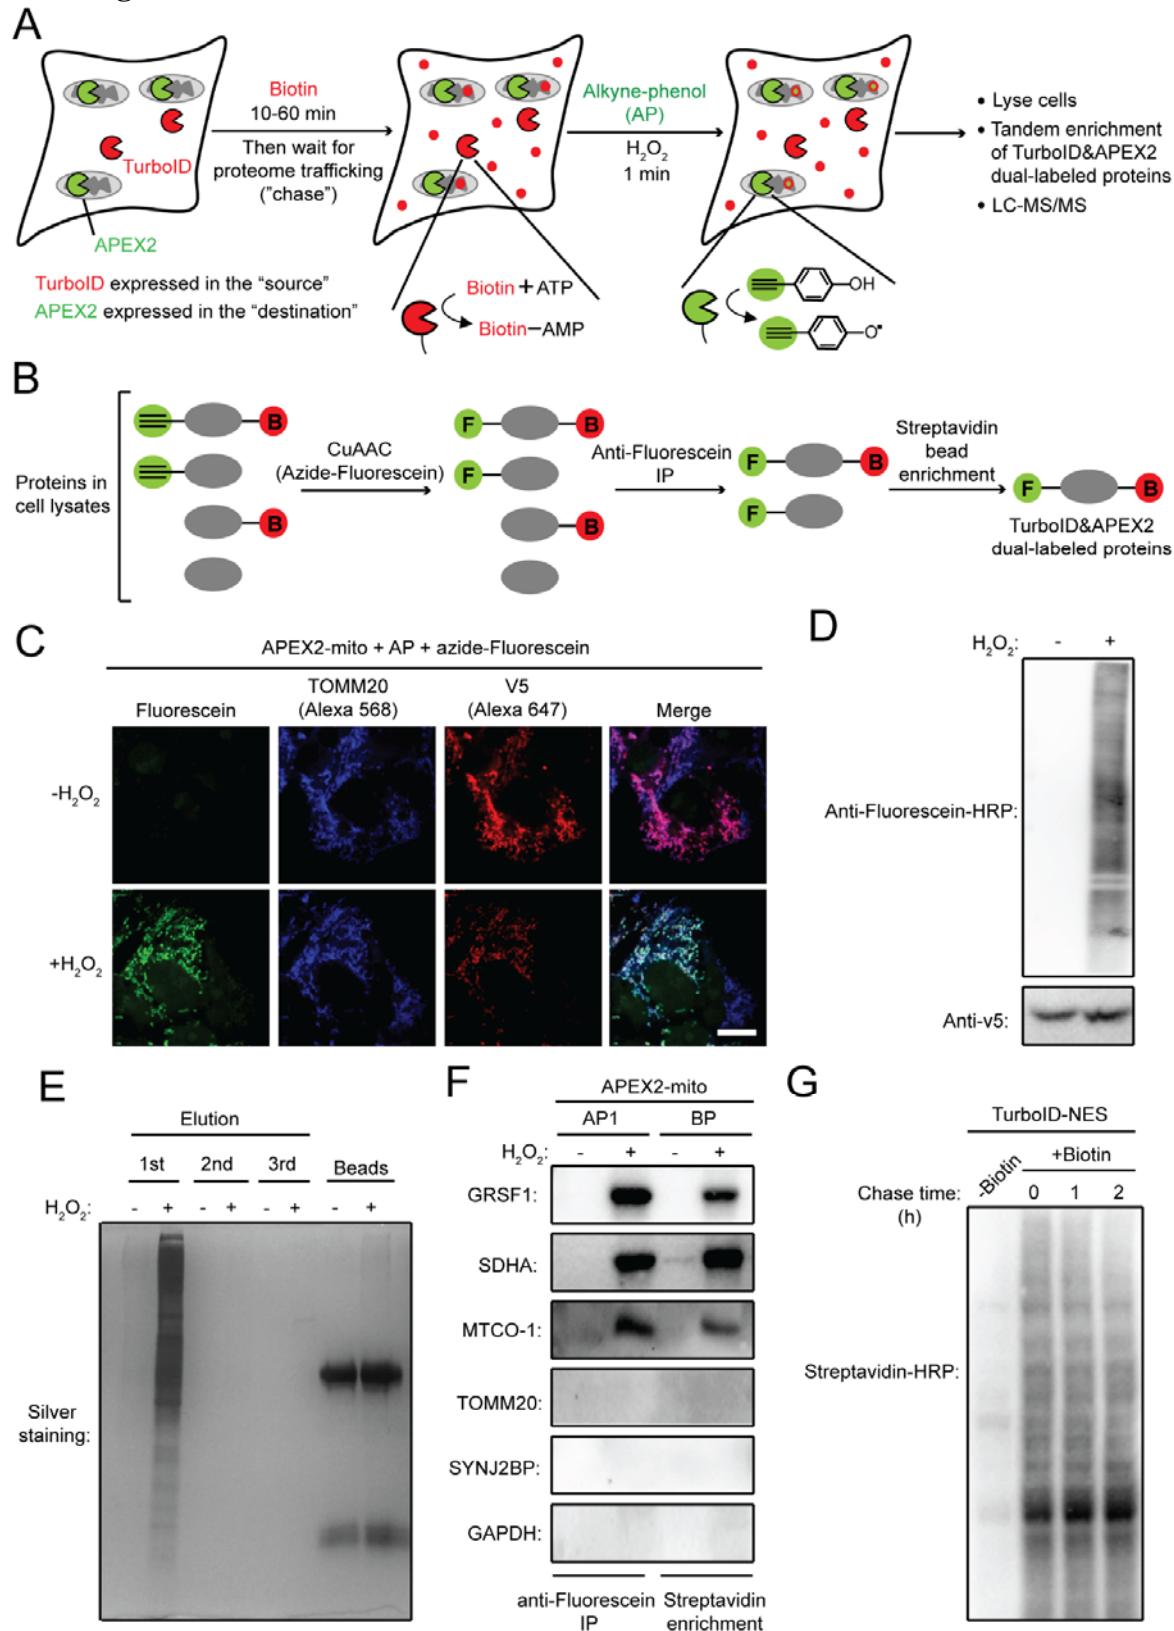 A
Biotin
10-60 min
Then wait for
proteome trafficking
("chase")
Alkyne-phenol
(AP)
H2O2
1 min
• Lyse cells
• Tandem enrichment
of TurboID&APEX2
dual-labeled proteins
• LC-MS/MS
TurboID
APEX2
TurboID expressed in the “source”
APEX2 expressed in the “destination”
Biotin+ATP
Biotin–AMP
OH
O
B
Proteins in
cell lysates
B
B
CuAAC
(Azide-Fluorescein)
F
B
F
B
Anti-Fluorescein
IP
F
B
F
Streptavidin
bead
enrichment
F
B
TurboID&APEX2
dual-labeled proteins
C
APEX2-mito + AP + azide-Fluorescein
Fluorescein
TOMM20
(Alexa 568)
V5
(Alexa 647)
Merge
-H2O2
+H2O2
D
H2O2: - +
Anti-Fluorescein-HRP:
Anti-v5:
E
Elution
1st 2nd 3rd Beads
H2O2: - + - + - + - +
Silver
staining:
F
APEX2-mito
AP1 BP
H2O2: - + - +
GRSF1:
SDHA:
MTCO-1:
TOMM20:
SYNJ2BP:
GAPDH:
anti-Fluorescein
IP
Streptavidin
enrichment
G
TurboID-NES
-Biotin
+Biotin
Chase time: 0 1 2
(h)
Streptavidin-HRP: